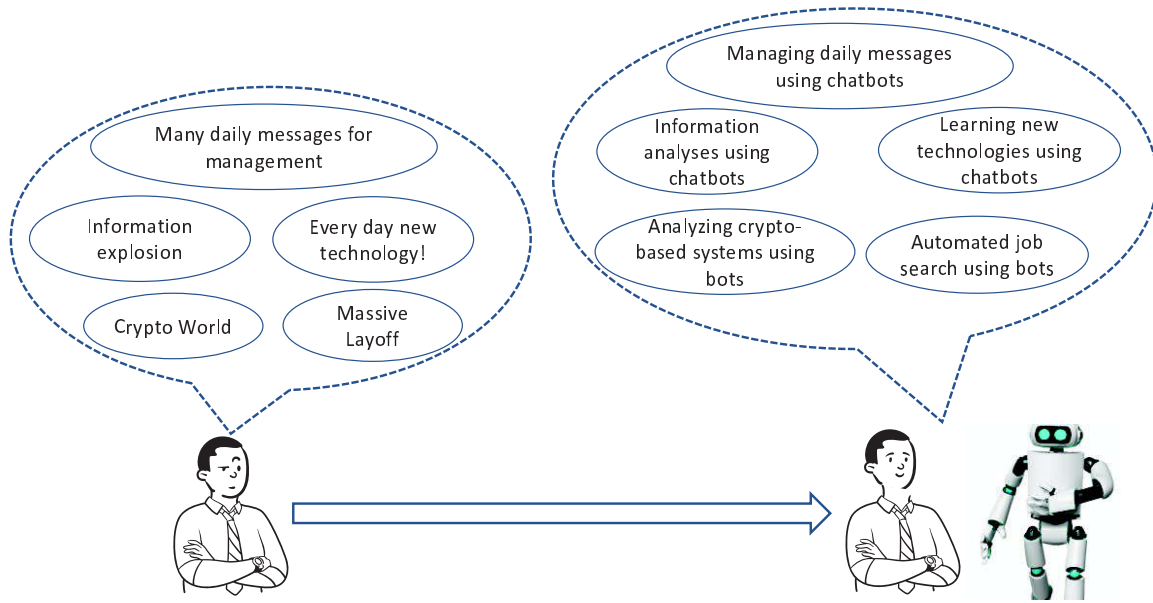 Many daily messages for
management
Information
explosion
Every day new
technology!
Crypto World
Massive
Layoff
Managing daily messages
using chatbots
Information
analyses using
chatbots
Learning new
technologies using
chatbots
Analyzing crypto-
based systems using
bots
Automated job
search using bots